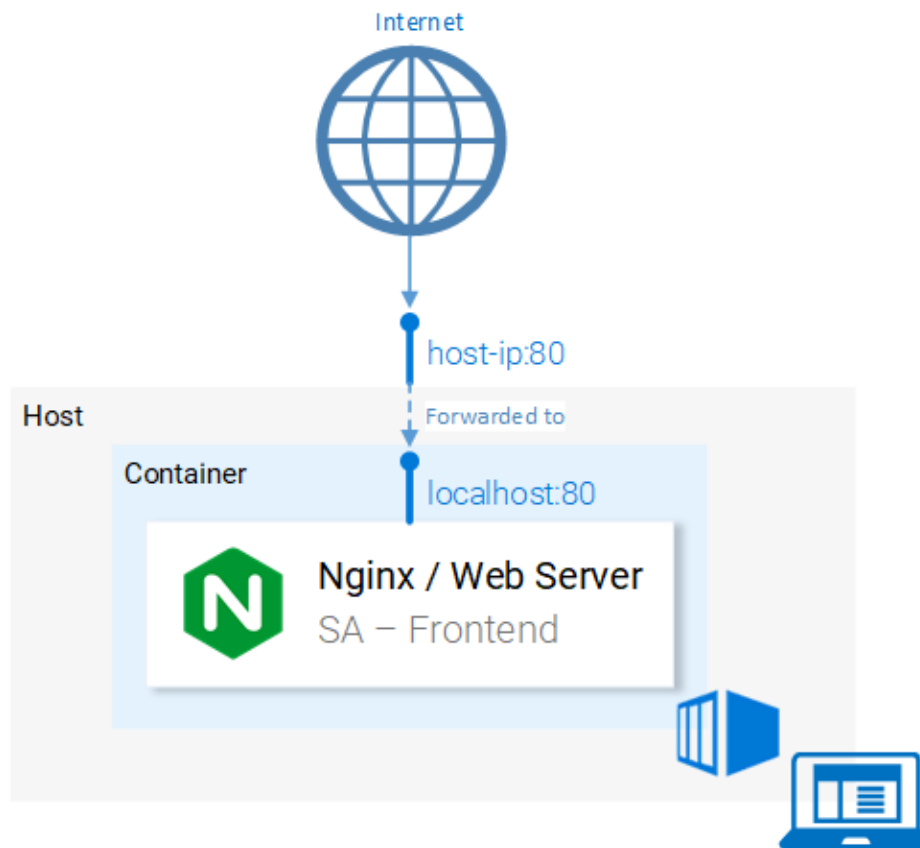 Internet
host-ip:80
Host
Forwarded to
Container
localhost:80
Nginx / Web Server
SA – Frontend